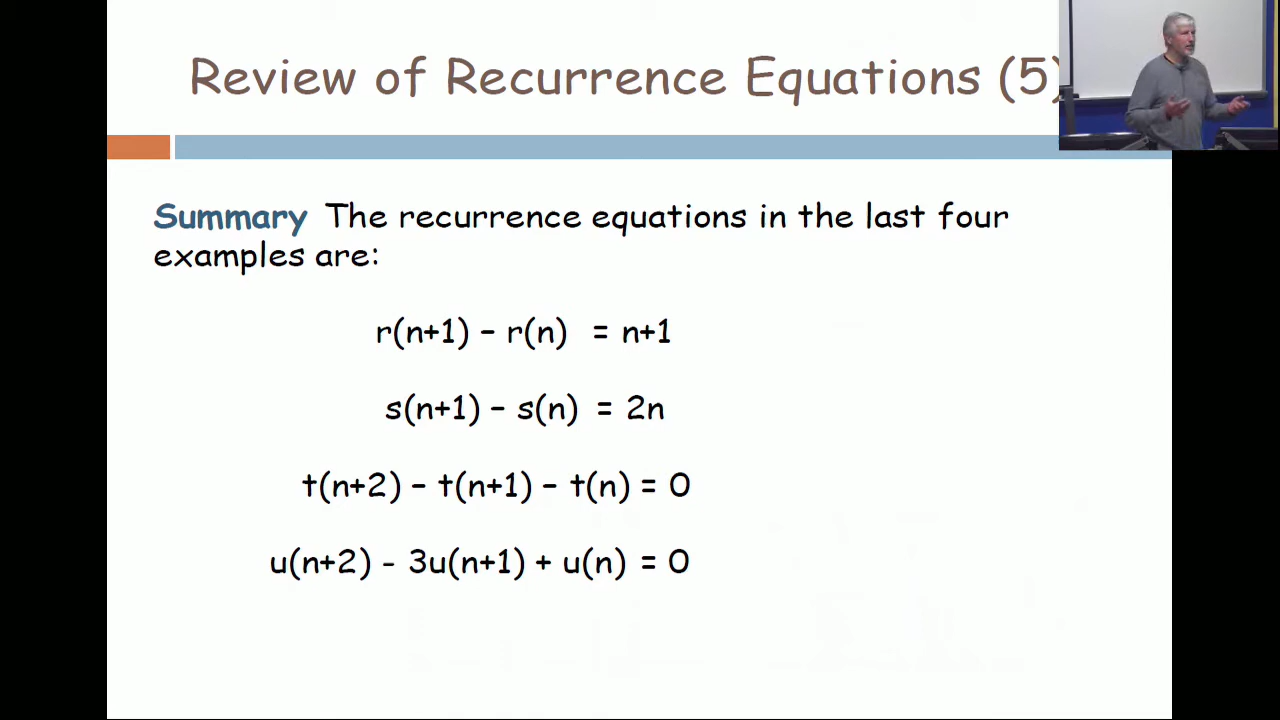 Review of Recurrence Equations (5)
Summary The recurrence equations in the last four
examples are:
r(n+1) – r(n) = n+1
s(n+1) – s(n) = 2n
t(n+2) – t(n+1) – t(n) = 0
u(n+2) - 3u(n+1) + u(n) = 0